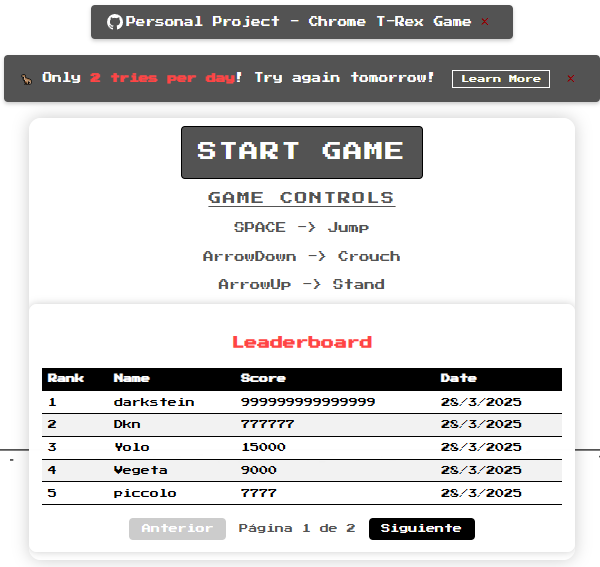 Personal Project - Chrome T-Rex Game ×
Only 2 tries per day! Try again tomorrow! Learn More ×
START GAME
GAME CONTROLS
SPACE -> Jump
ArrowDown -> Crouch
ArrowUp -> Stand
Leaderboard
Rank Name Score Date
1 darkstein 999999999999999 28/3/2025
2 Dkn 777777 28/3/2025
3 Yolo 15000 28/3/2025
4 Vegeta 9000 28/3/2025
5 piccolo 7777 28/3/2025
Anterior Página 1 de 2 Siguiente